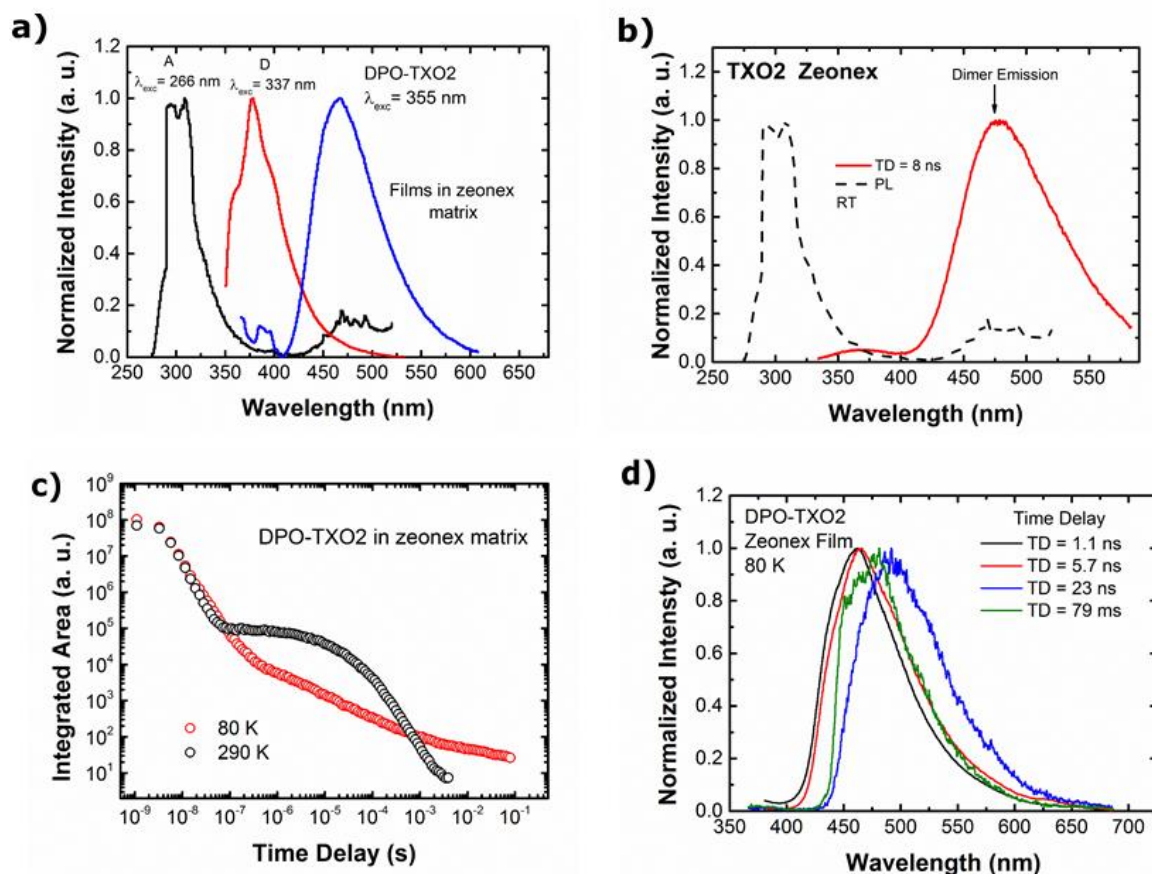 a)
A
λexc= 266 nm
D
λexc= 337 nm
DPO-TXO2
λexc= 355 nm
Films in zeonex
matrix
Normalized Intensity (a. u.)
1.2
1.0
0.8
0.6
0.4
0.2
0.0
250 300 350 400 450 500 550 600 650
Wavelength (nm)
b)
TXO2 Zeonex
Dimer Emission
TD = 8 ns
PL
RT
Normalized Intensity (a. u.)
1.2
1.0
0.8
0.6
0.4
0.2
0.0
250 300 350 400 450 500 550
Wavelength (nm)
c)
DPO-TXO2 in zeonex matrix
80 K
290 K
Integrated Area (a. u.)
10⁹
10⁸
10⁷
10⁶
10⁵
10⁴
10³
10²
10¹
10⁻⁹ 10⁻⁸ 10⁻⁷ 10⁻⁶ 10⁻⁵ 10⁻⁴ 10⁻³ 10⁻² 10⁻¹
Time Delay (s)
d)
DPO-TXO2
Zeonex Film
80 K
Time Delay
TD = 1.1 ns
TD = 5.7 ns
TD = 23 ns
TD = 79 ms
Normalized Intensity (a. u.)
1.2
1.0
0.8
0.6
0.4
0.2
0.0
350 400 450 500 550 600 650 700
Wavelength (nm)